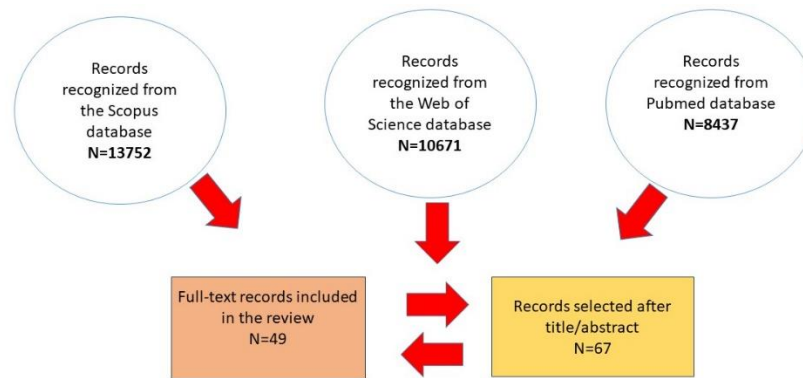 Records
recognized from
the Scopus
database
N=13752
Records
recognized from
the Web of
Science database
N=10671
Records
recognized from
Pubmed database
N=8437
Full-text records included
in the review
N=49
Records selected after
title/abstract
N=67